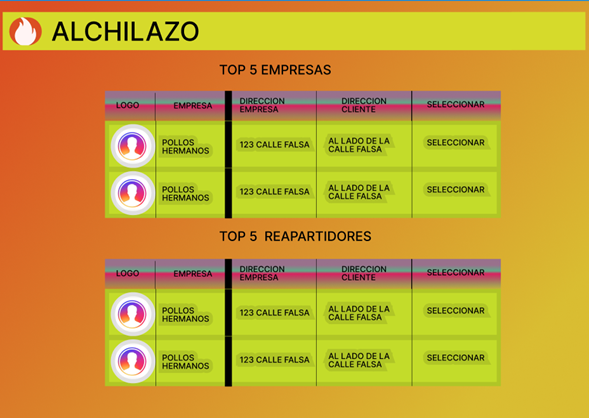 ALCHILAZO
TOP 5 EMPRESAS
LOGO EMPRESA DIRECCION EMPRESA DIRECCION CLIENTE SELECCIONAR
POLLOS HERMANOS 123 CALLE FALSA AL LADO DE LA CALLE FALSA SELECCIONAR
POLLOS HERMANOS 123 CALLE FALSA AL LADO DE LA CALLE FALSA SELECCIONAR
TOP 5 REAPARTIDORES
LOGO EMPRESA DIRECCION EMPRESA DIRECCION CLIENTE SELECCIONAR
POLLOS HERMANOS 123 CALLE FALSA AL LADO DE LA CALLE FALSA SELECCIONAR
POLLOS HERMANOS 123 CALLE FALSA AL LADO DE LA CALLE FALSA SELECCIONAR